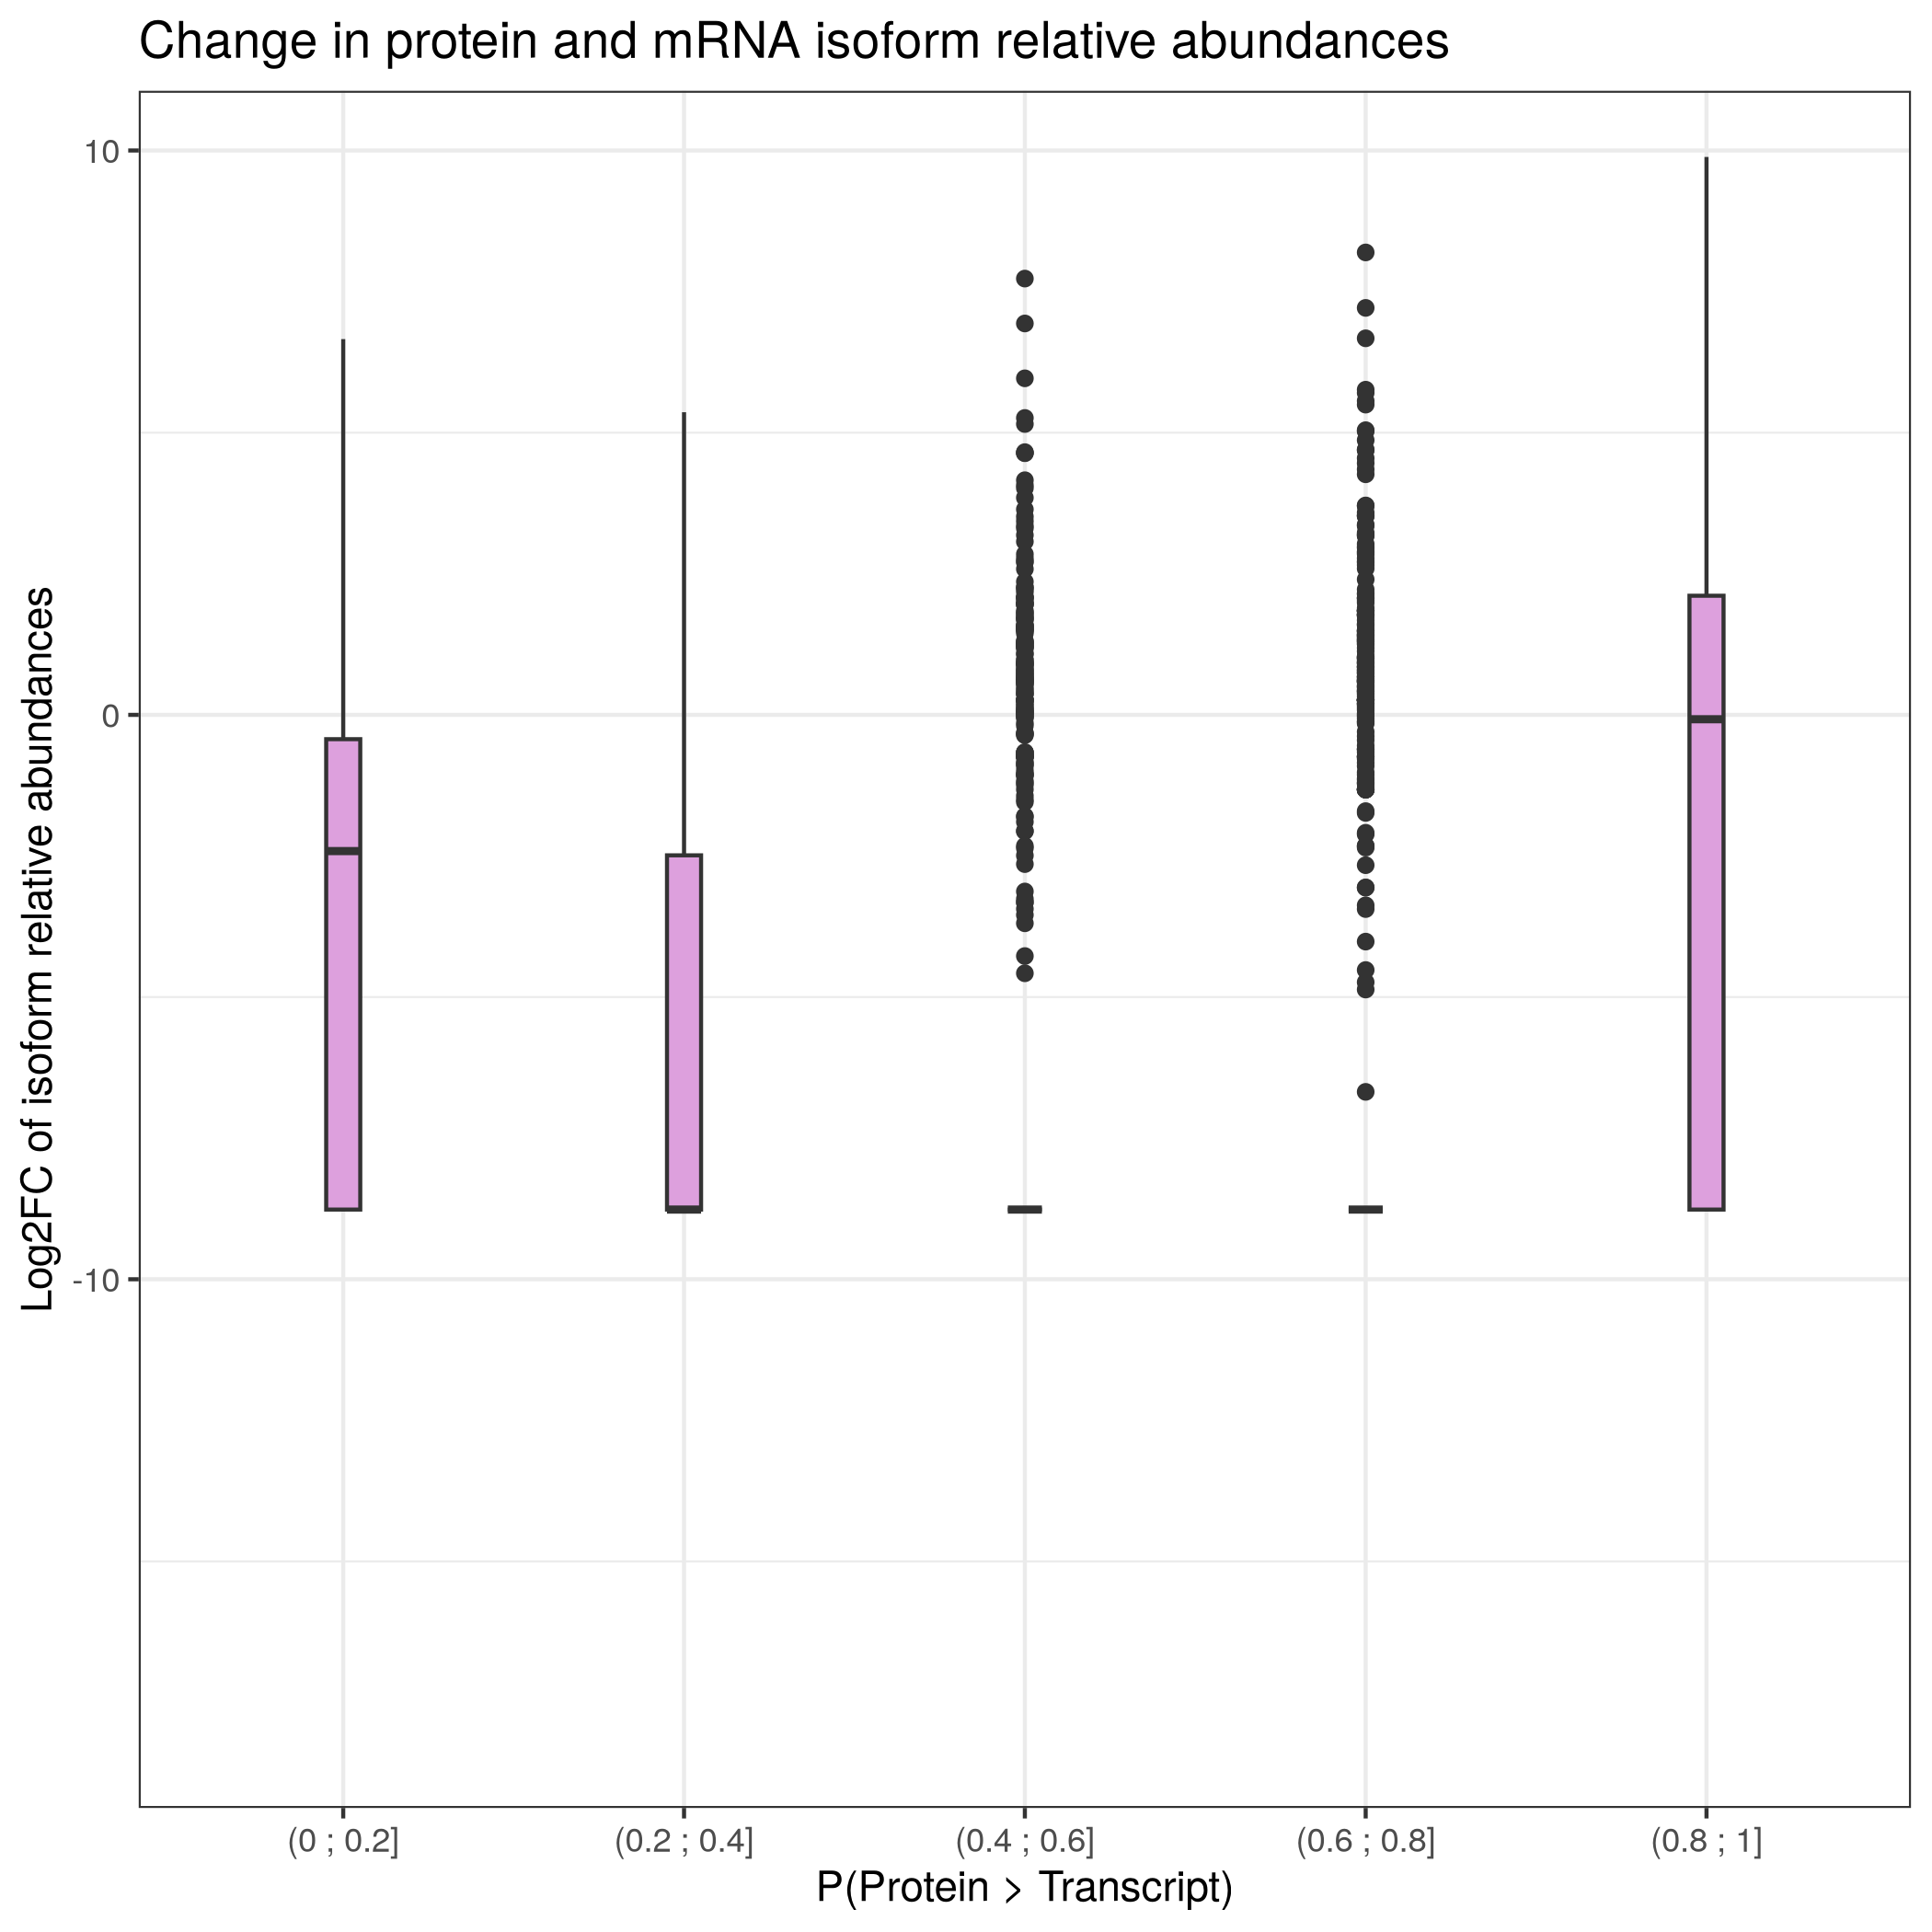 Change in protein and mRNA isoform relative abundances
Log2FC of isoform relative abundances
10
0
-10
(0 ; 0.2]
(0.2 ; 0.4]
(0.4 ; 0.6]
(0.6 ; 0.8]
(0.8 ; 1]
P(Protein > Transcript)